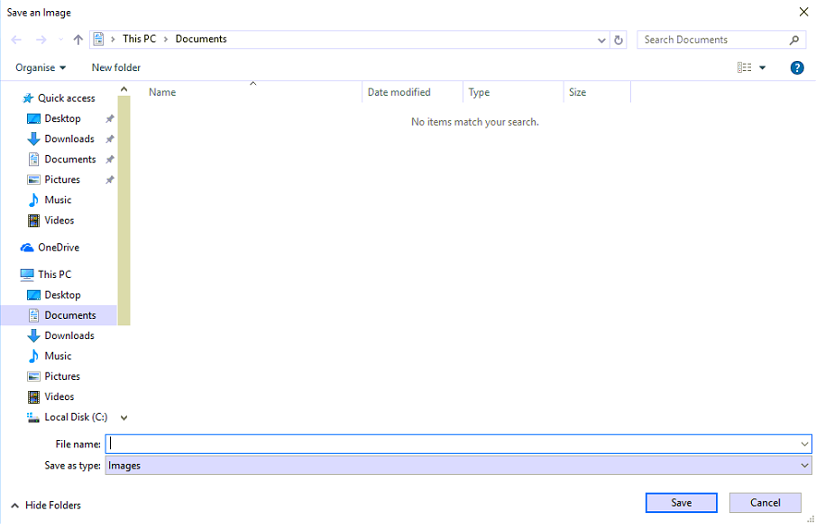 Save an Image
This PC Documents
Search Documents
Organise New folder
?
Name Date modified Type Size
No items match your search.
Quick access
Desktop
Downloads
Documents
Pictures
Music
Videos
OneDrive
This PC
Desktop
Documents
Downloads
Music
Pictures
Videos
Local Disk (C:)
File name:
Save as type: Images
Hide Folders
Save Cancel